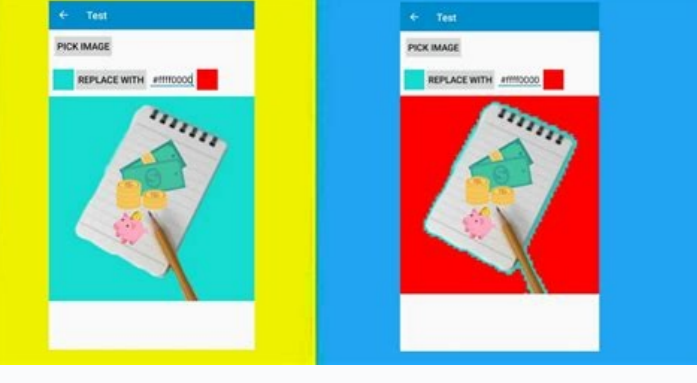 Test
PICK IMAGE
REPLACE WITH #ffff0000
$
Test
PICK IMAGE
REPLACE WITH #ffff0000
$